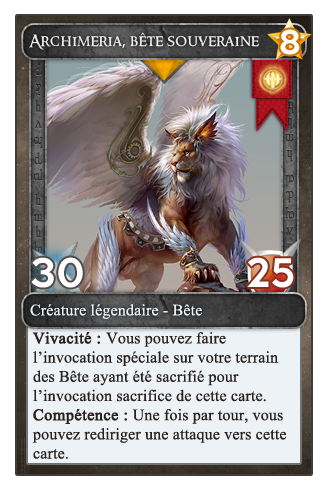 Archimeria, bête souveraine
8
30
25
Créature légendaire - Bête
Vivacité : Vous pouvez faire
l'invocation spéciale sur votre terrain
des Bête ayant été sacrifié pour
l'invocation sacrifice de cette carte.
Compétence : Une fois par tour, vous
pouvez rediriger une attaque vers cette
carte.